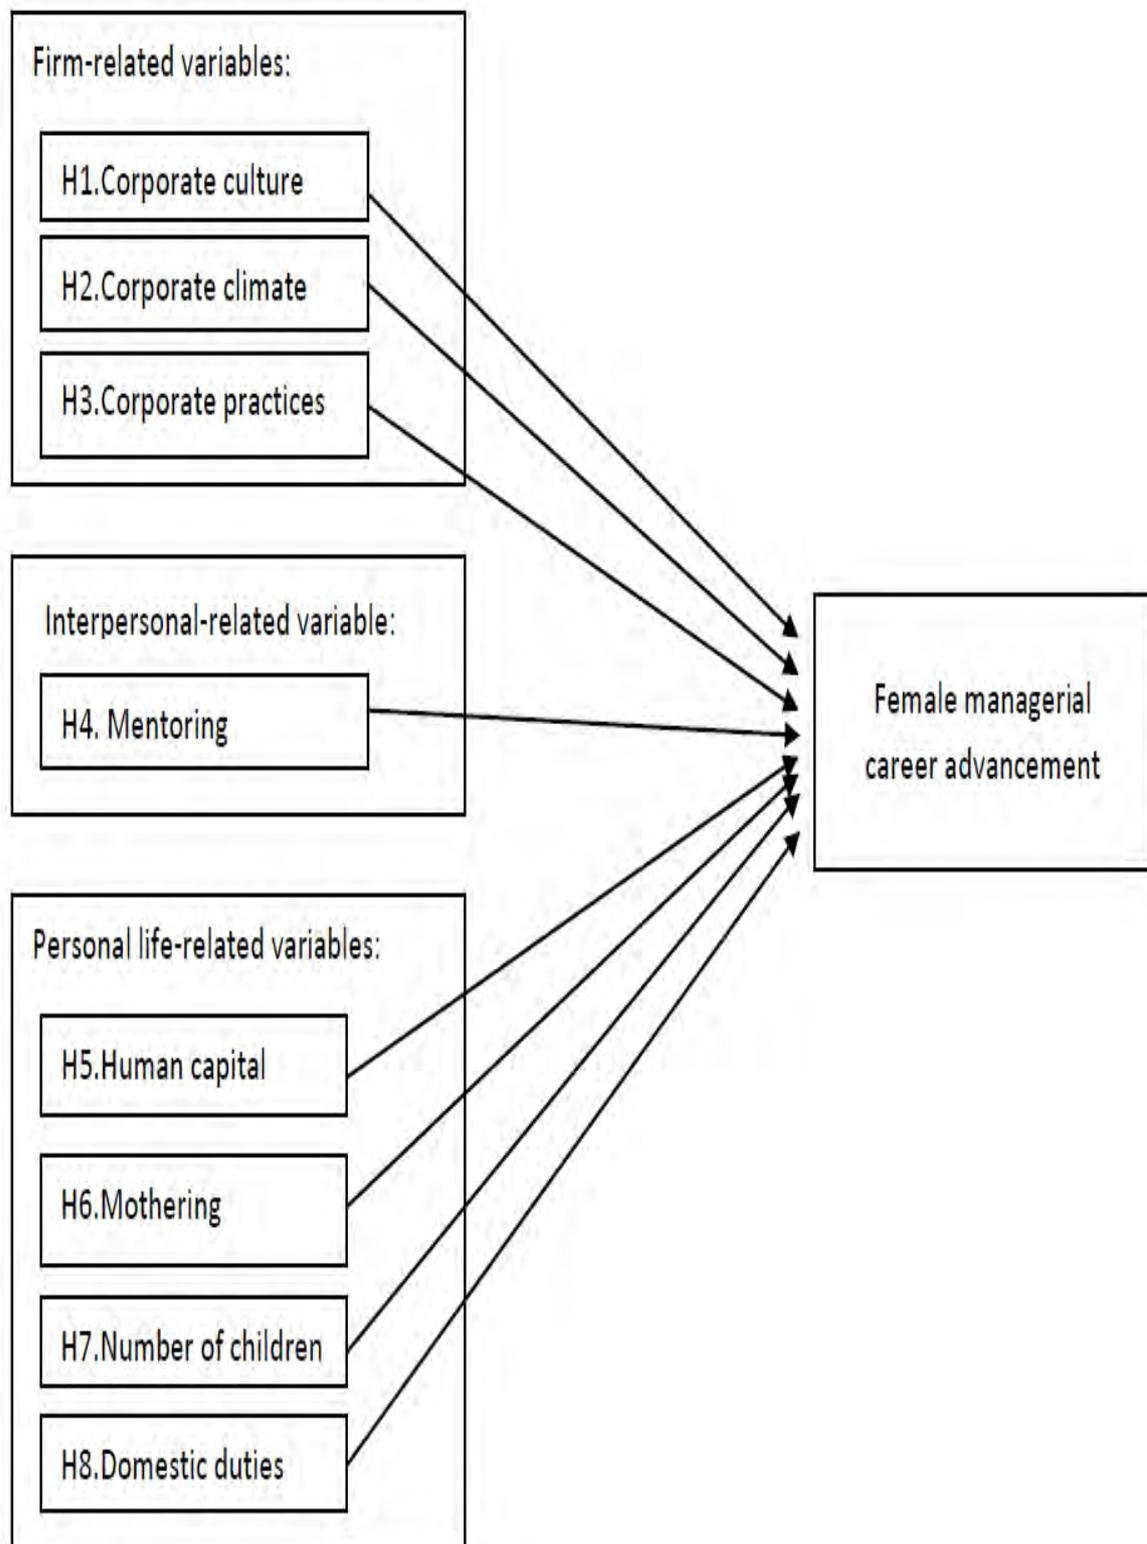 Firm-related variables:
H1.Corporate culture
H2.Corporate climate
H3.Corporate practices
Interpersonal-related variable:
H4. Mentoring
Female managerial
career advancement
Personal life-related variables:
H5.Human capital
H6.Mothering
H7.Number of children
H8.Domestic duties